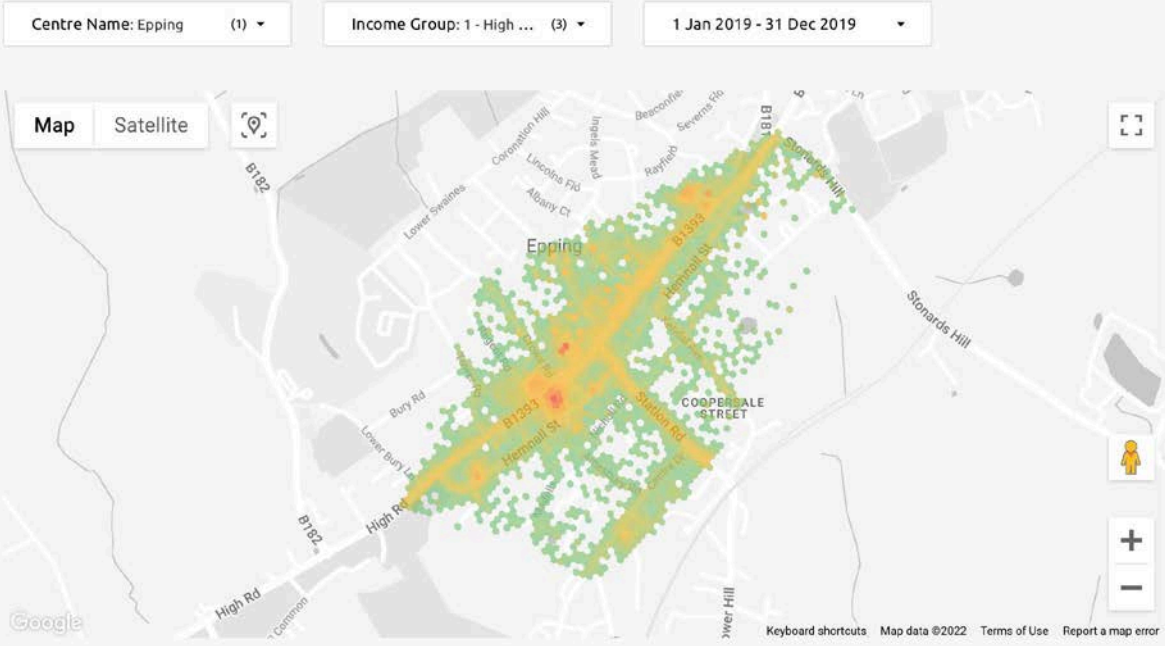 Centre Name: Epping (1)
Income Group: 1 - High ... (3)
1 Jan 2019 - 31 Dec 2019
Map
Satellite
B182
Coronation Hill
Ingels Mead
Severns Fld
B181
Stonards Hill
Lincolns Fld
Rayfield
Albany Ct
Lower Swaines
Epping
B1393
Hemnall St
Stonards Hill
Bury Rd
B1393
Station Rd
COOPERSALE
STREET
Hemnall St
High Rd
B182
High Rd
Common
Google
Keyboard shortcuts
Map data ©2022
Terms of Use
Report a map error